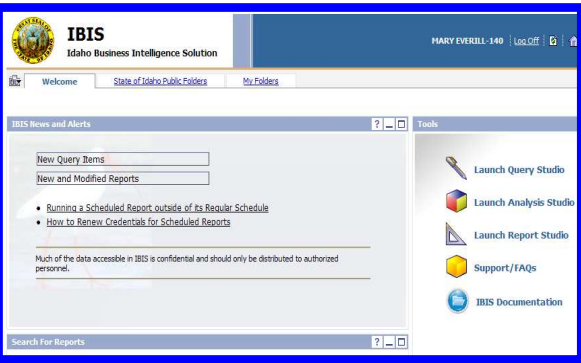 IBIS
Idaho Business Intelligence Solution
MARY EVERILL-140 Log Off
Welcome State of Idaho Public Folders My Folders
IBIS News and Alerts ?
New Query Items
New and Modified Reports
• Running a Scheduled Report outside of its Regular Schedule
• How to Renew Credentials for Scheduled Reports
Much of the data accessible in IBIS is confidential and should only be distributed to authorized
personnel.
Search For Reports ?
Tools
Launch Query Studio
Launch Analysis Studio
Launch Report Studio
Support/FAQs
IBIS Documentation